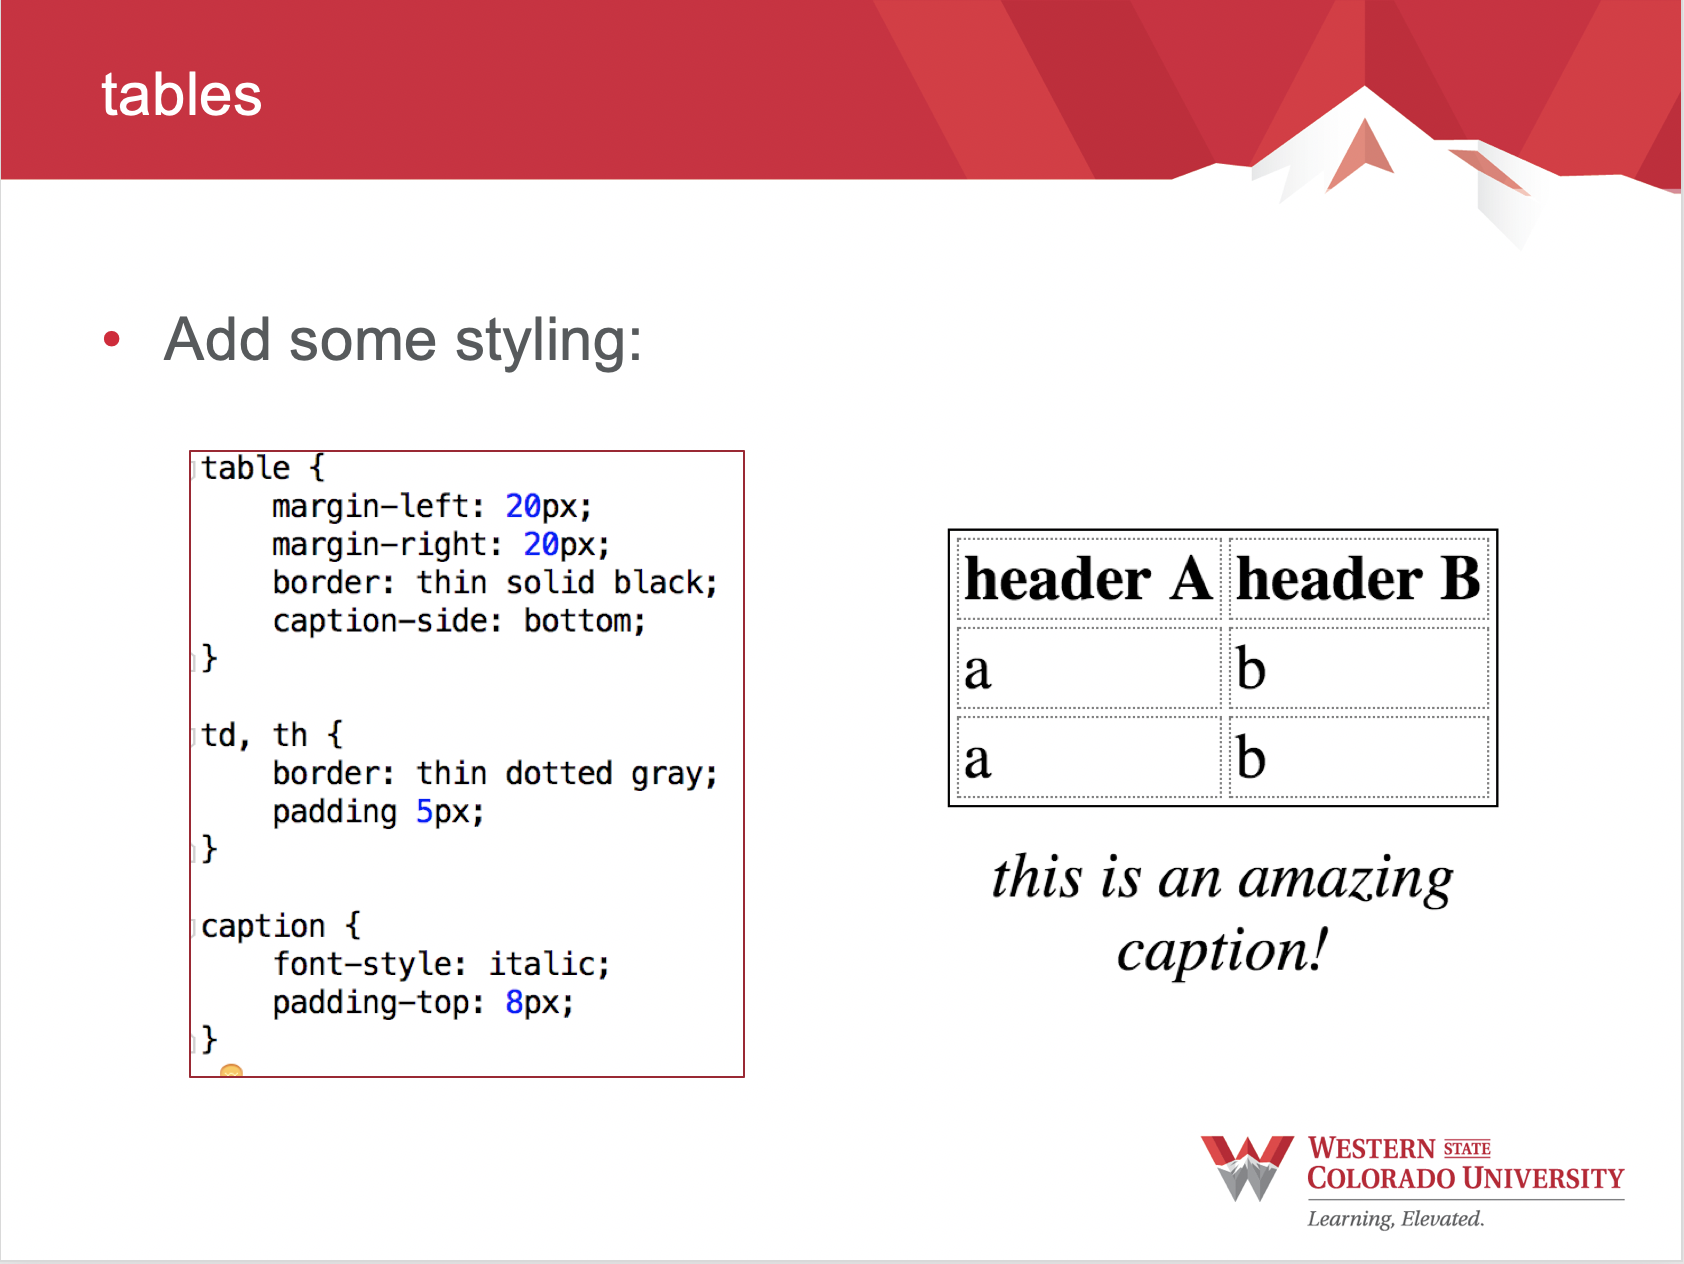 tables
• Add some styling:
table {
    margin-left: 20px;
    margin-right: 20px;
    border: thin solid black;
    caption-side: bottom;
}
td, th {
    border: thin dotted gray;
    padding 5px;
}
caption {
    font-style: italic;
    padding-top: 8px;
}
header A header B
a b
a b
this is an amazing
caption!
WESTERN STATE
COLORADO UNIVERSITY
Learning, Elevated.